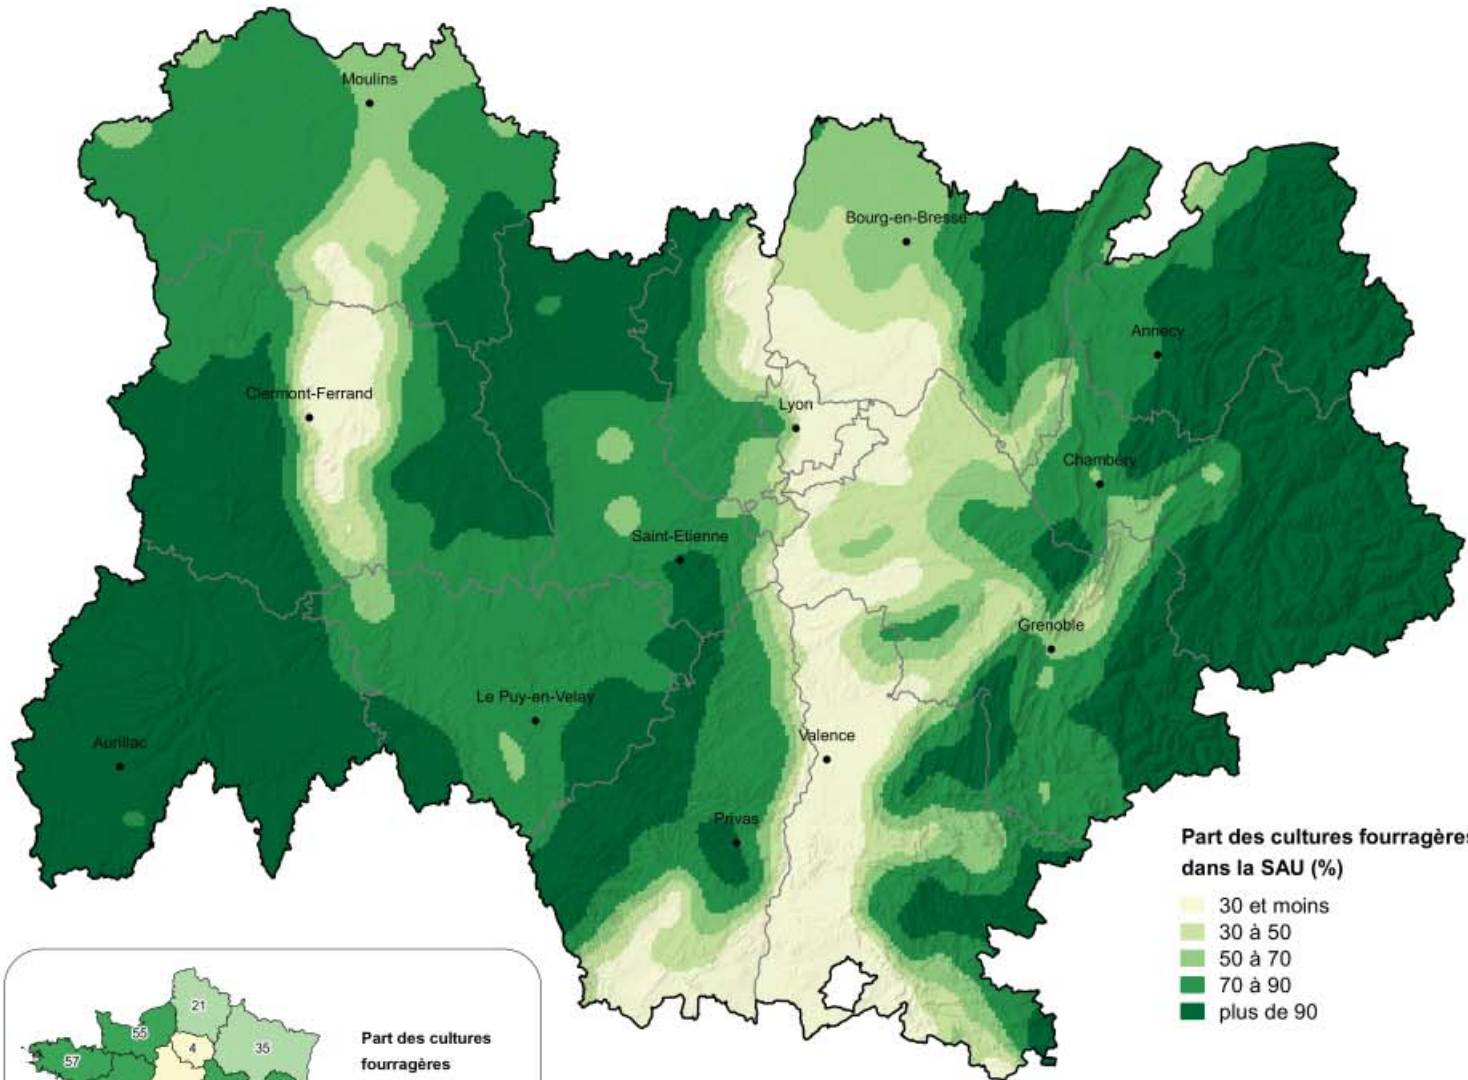 Moulins
Bourg-en-Bresse
Annecy
Clermont-Ferrand
Lyon
Chambéry
Saint-Etienne
Grenoble
Le Puy-en-Velay
Aurillac
Valence
Privas
Part des cultures fourragères
dans la SAU (%)
30 et moins
30 à 50
50 à 70
70 à 90
plus de 90
21
55
4
35
57
Part des cultures
fourragères